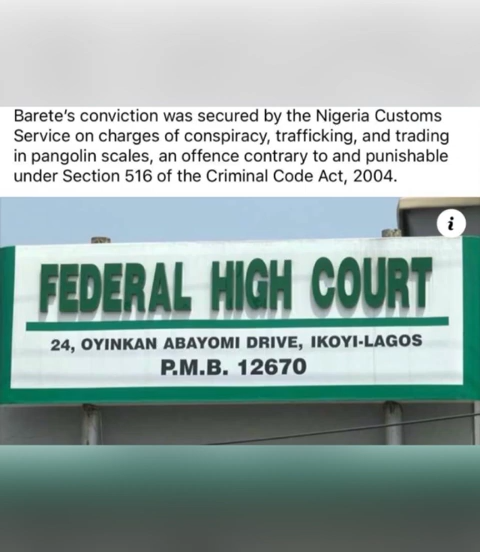 Barete's conviction was secured by the Nigeria Customs
Service on charges of conspiracy, trafficking, and trading
in pangolin scales, an offence contrary to and punishable
under Section 516 of the Criminal Code Act, 2004.
i
FEDERAL HIGH COURT
24, OYINKAN ABAYOMI DRIVE, IKOYI-LAGOS
P.M.B. 12670